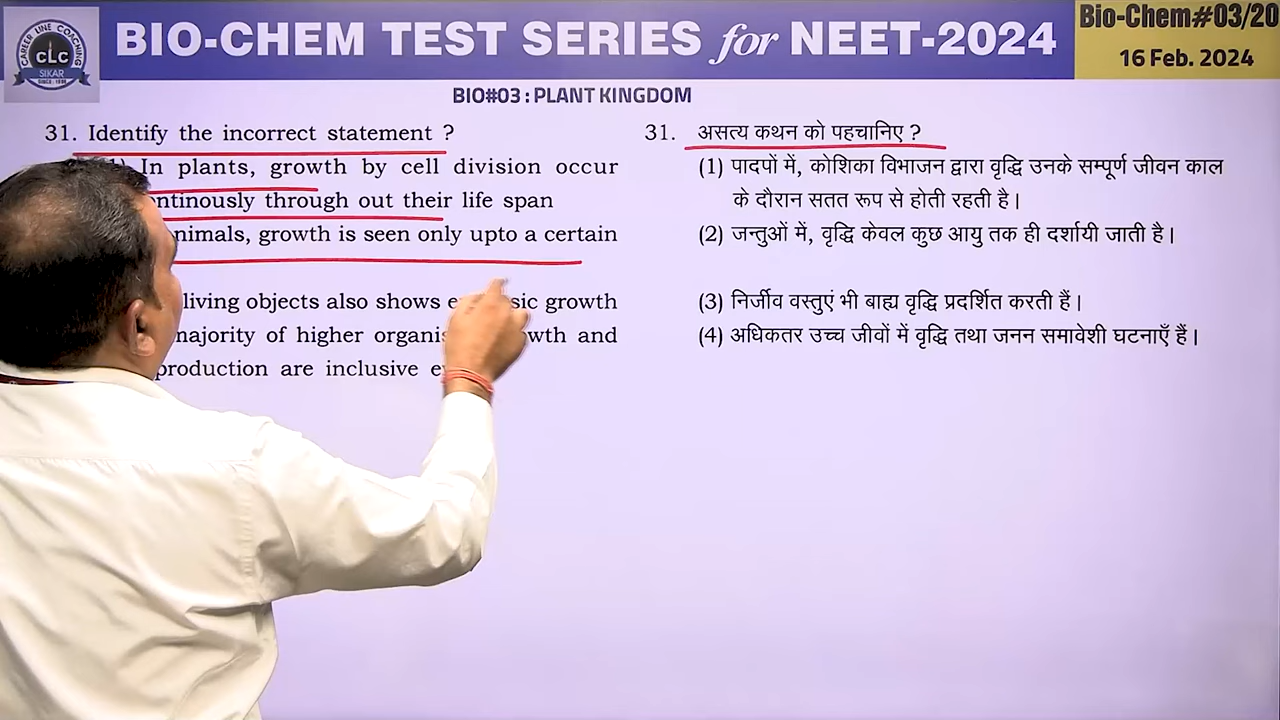 CAREER LINE COACHING
CLC
SIKAR
SINCE : 1996
BIO-CHEM TEST SERIES for NEET-2024
Bio-Chem#03/20
16 Feb. 2024
BIO#03 : PLANT KINGDOM
31. Identify the incorrect statement ?
In plants, growth by cell division occur
ntinously through out their life span
nimals, growth is seen only upto a certain
living objects also shows sic growth
majority of higher organis wth and
production are inclusive
31. असत्य कथन को पहचानिए ?
(1) पादपों में, कोशिका विभाजन द्वारा वृद्धि उनके सम्पूर्ण जीवन काल
के दौरान सतत रूप से होती रहती है।
(2) जन्तुओं में, वृद्धि केवल कुछ आयु तक ही दर्शायी जाती है।
(3) निर्जीव वस्तुएं भी बाह्य वृद्धि प्रदर्शित करती हैं।
(4) अधिकतर उच्च जीवों में वृद्धि तथा जनन समावेशी घटनाएँ हैं।